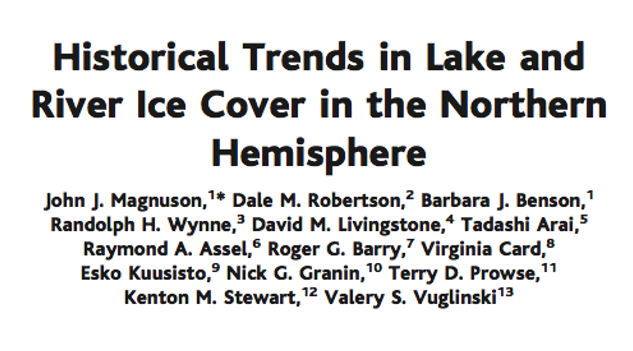 Historical Trends in Lake and
River Ice Cover in the Northern
Hemisphere
John J. Magnuson,¹* Dale M. Robertson,² Barbara J. Benson,¹
Randolph H. Wynne,³ David M. Livingstone,⁴ Tadashi Arai,⁵
Raymond A. Assel,⁶ Roger G. Barry,⁷ Virginia Card,⁸
Esko Kuusisto,⁹ Nick G. Granin,¹⁰ Terry D. Prowse,¹¹
Kenton M. Stewart,¹² Valery S. Vuglinski¹³